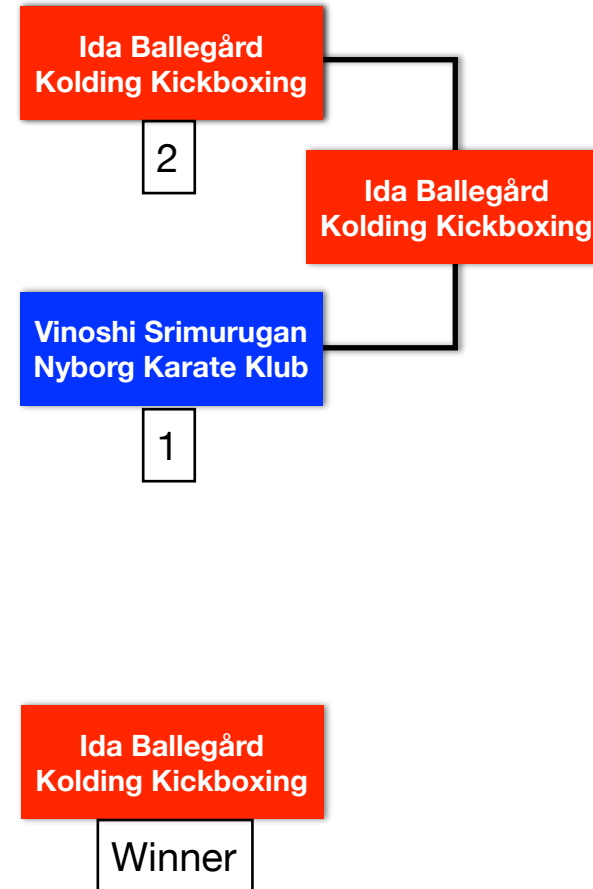 Ida Ballegård
Kolding Kickboxing
2
Ida Ballegård
Kolding Kickboxing
Vinoshi Srimurugan
Nyborg Karate Klub
1
Ida Ballegård
Kolding Kickboxing
Winner